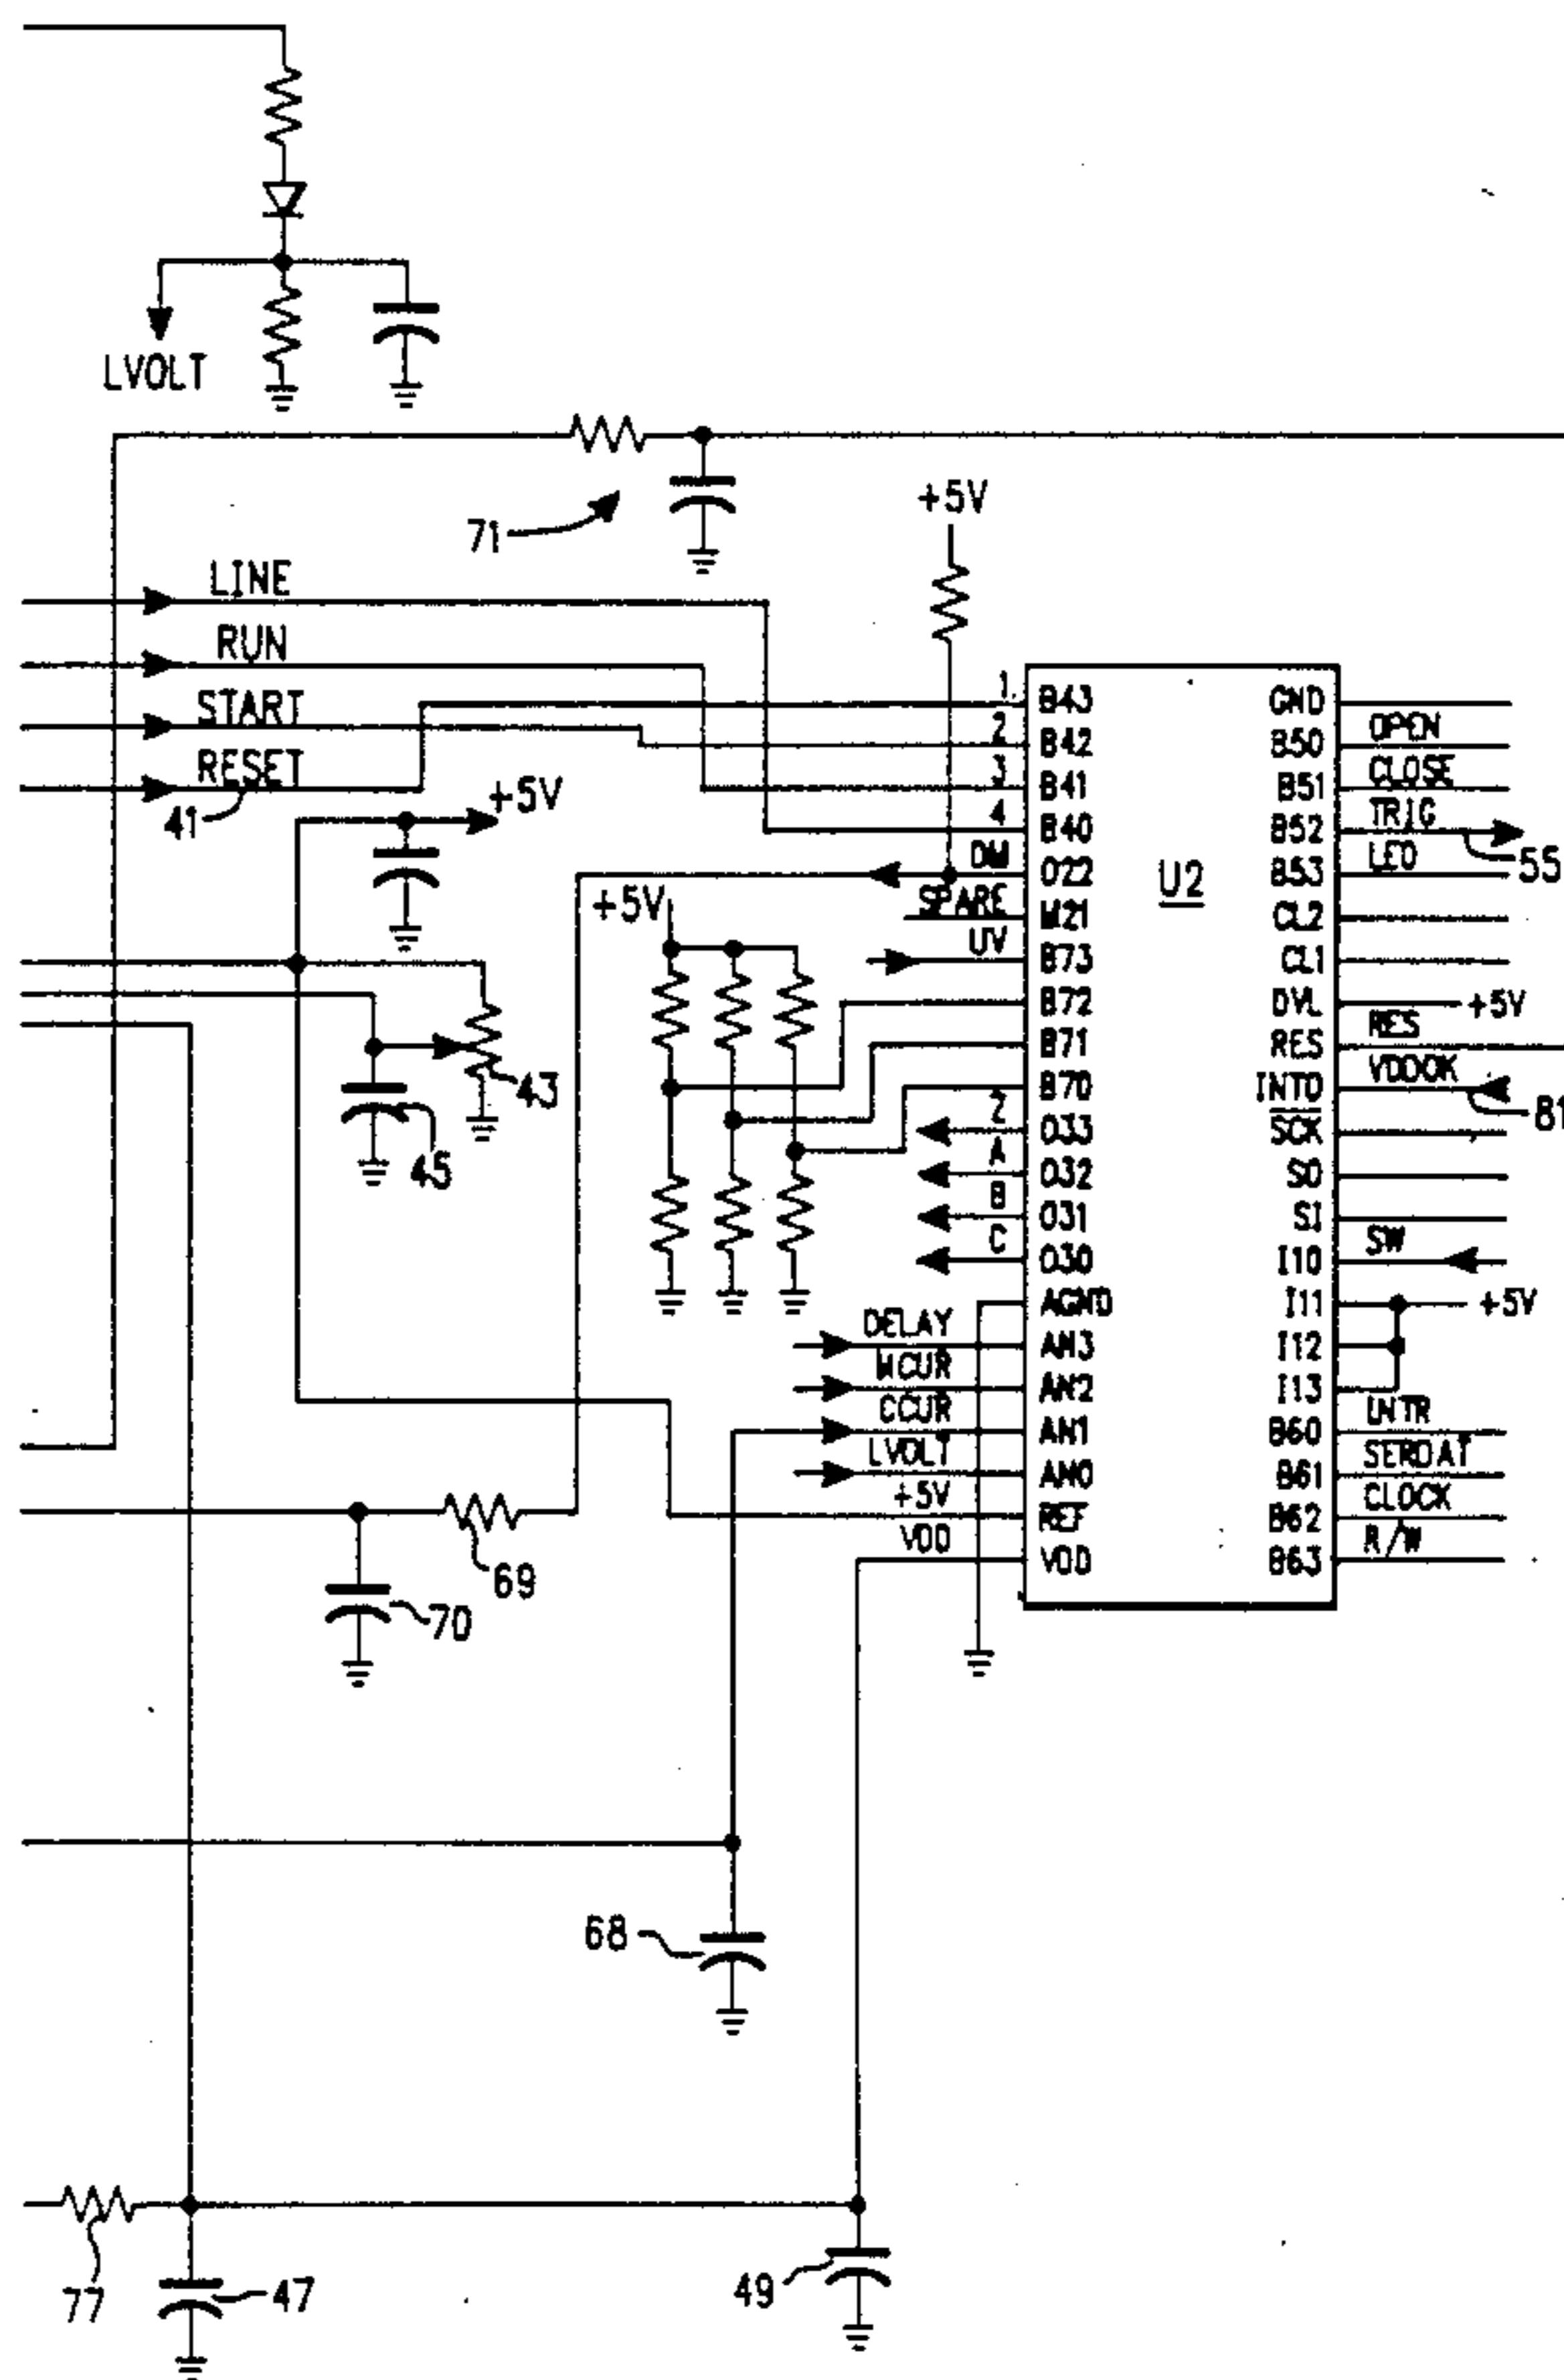 LVOLT
71
+5V
LINE
RUN
START
RESET
41
+5V
+5V
43
45
69
70
68
77
47
49
U2
1 B43
2 B42
3 B41
4 B40
DM O22
SPARE M21
UV B73
B72
B71
B70
Z O33
A O32
B O31
C O30
AGND
DELAY AN3
MCUR AN2
CCUR AN1
LVOLT AN0
+5V REF
VDD VDD
GND
B50 OPEN
B51 CLOSE
B52 TRIG
55
B53 LED
CL2
CL1
+5V
RES RES
INT0 VDDOK
81
SCK
SO
SI
I10 SW
I11 +5V
I12
I13
B60
B61 SERDAT
B62 CLOCK
B63 R/W